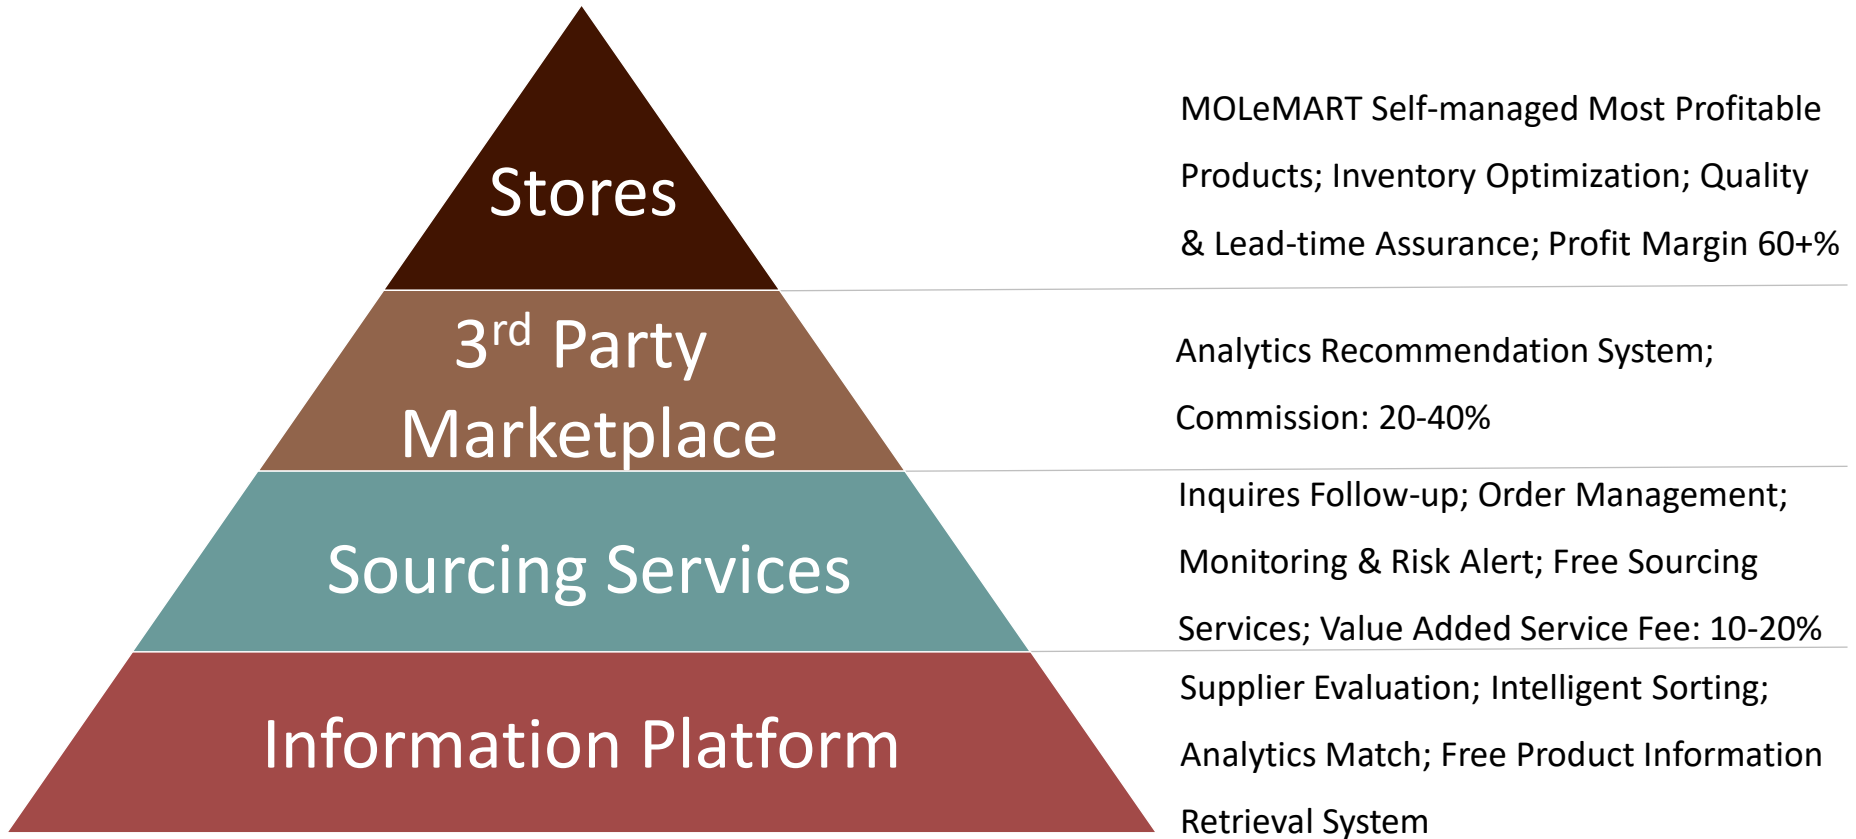 Stores
MOLeMART Self-managed Most Profitable
Products; Inventory Optimization; Quality
& Lead-time Assurance; Profit Margin 60+%
3rd Party
Marketplace
Analytics Recommendation System;
Commission: 20-40%
Sourcing Services
Inquires Follow-up; Order Management;
Monitoring & Risk Alert; Free Sourcing
Services; Value Added Service Fee: 10-20%
Information Platform
Supplier Evaluation; Intelligent Sorting;
Analytics Match; Free Product Information
Retrieval System